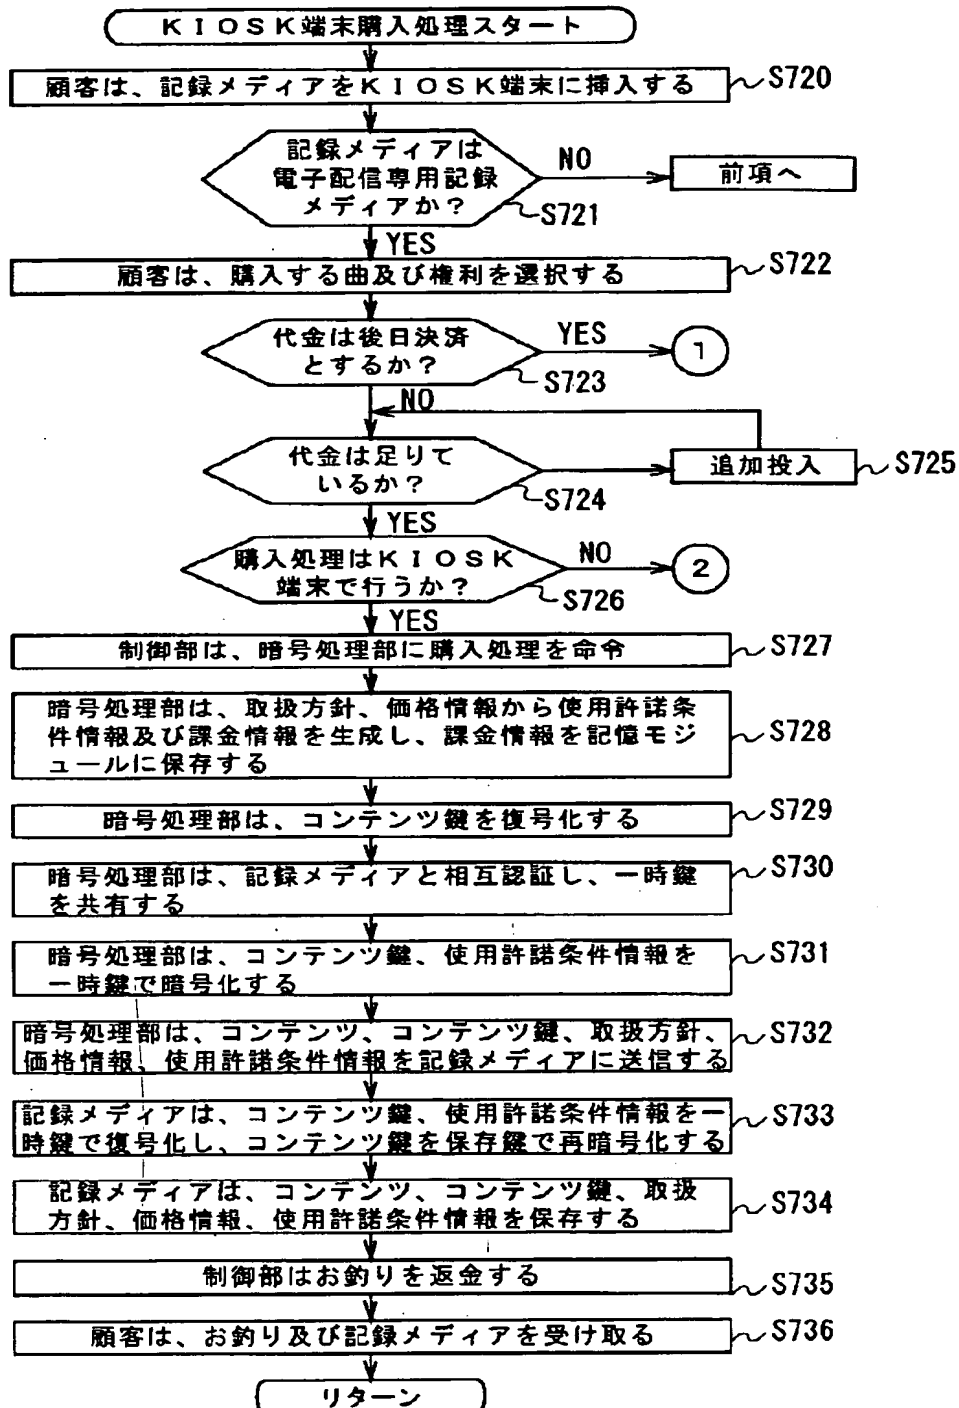 KIOSK端末購入処理スタート
顧客は、記録メディアをKIOSK端末に挿入する
S720
記録メディアは
電子配信専用記録
メディアか?
NO
前項へ
S721
YES
顧客は、購入する曲及び権利を選択する
S722
代金は後日決済
とするか?
YES
1
S723
NO
代金は足りて
いるか?
追加投入
S725
S724
YES
購入処理はKIOSK
端末で行うか?
NO
2
S726
YES
制御部は、暗号処理部に購入処理を命令
S727
暗号処理部は、取扱方針、価格情報から使用許諾条
件情報及び課金情報を生成し、課金情報を記憶モジ
ュールに保存する
S728
暗号処理部は、コンテンツ鍵を復号化する
S729
暗号処理部は、記録メディアと相互認証し、一時鍵
を共有する
S730
暗号処理部は、コンテンツ鍵、使用許諾条件情報を
一時鍵で暗号化する
S731
暗号処理部は、コンテンツ、コンテンツ鍵、取扱方針、
価格情報、使用許諾条件情報を記録メディアに送信する
S732
記録メディアは、コンテンツ鍵、使用許諾条件情報を一
時鍵で復号化し、コンテンツ鍵を保存鍵で再暗号化する
S733
記録メディアは、コンテンツ、コンテンツ鍵、取扱
方針、価格情報、使用許諾条件情報を保存する
S734
制御部はお釣りを返金する
S735
顧客は、お釣り及び記録メディアを受け取る
S736
リターン